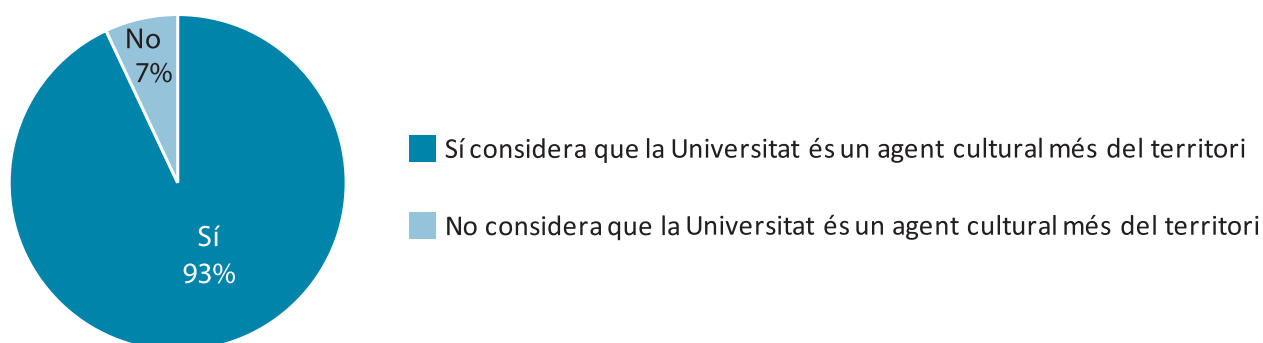 No
7%
Sí
93%
Sí considera que la Universitat és un agent cultural més del territori
No considera que la Universitat és un agent cultural més del territori